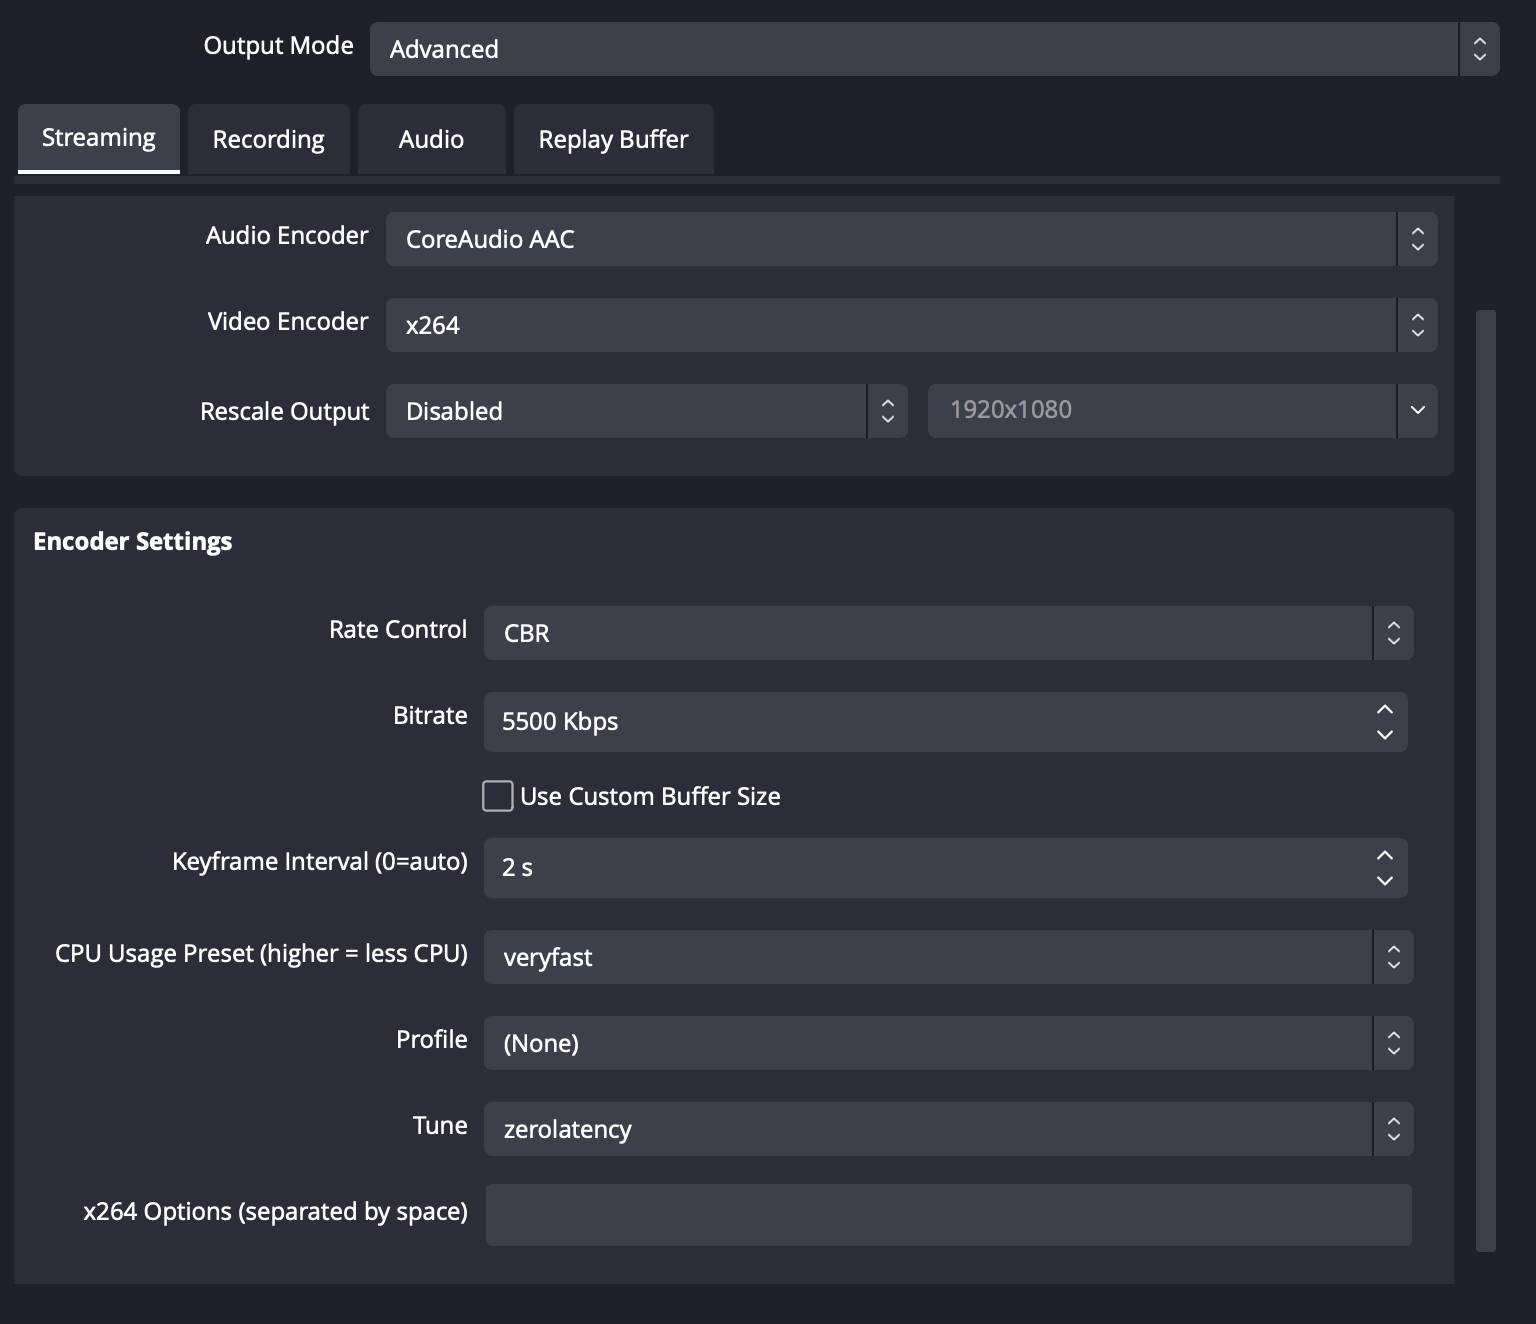 Output Mode Advanced
Streaming Recording Audio Replay Buffer
Audio Encoder CoreAudio AAC
Video Encoder x264
Rescale Output Disabled 1920x1080
Encoder Settings
Rate Control CBR
Bitrate 5500 Kbps
Use Custom Buffer Size
Keyframe Interval (0=auto) 2 s
CPU Usage Preset (higher = less CPU) veryfast
Profile (None)
Tune zerolatency
x264 Options (separated by space)